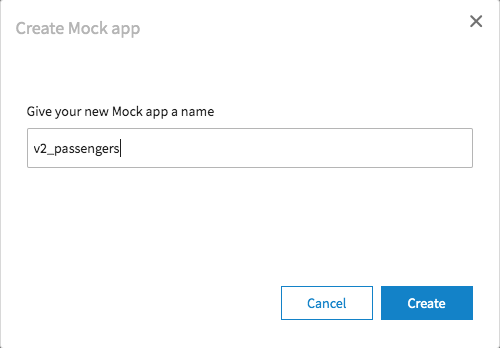 Create Mock app
Give your new Mock app a name
v2_passengers
Cancel
Create